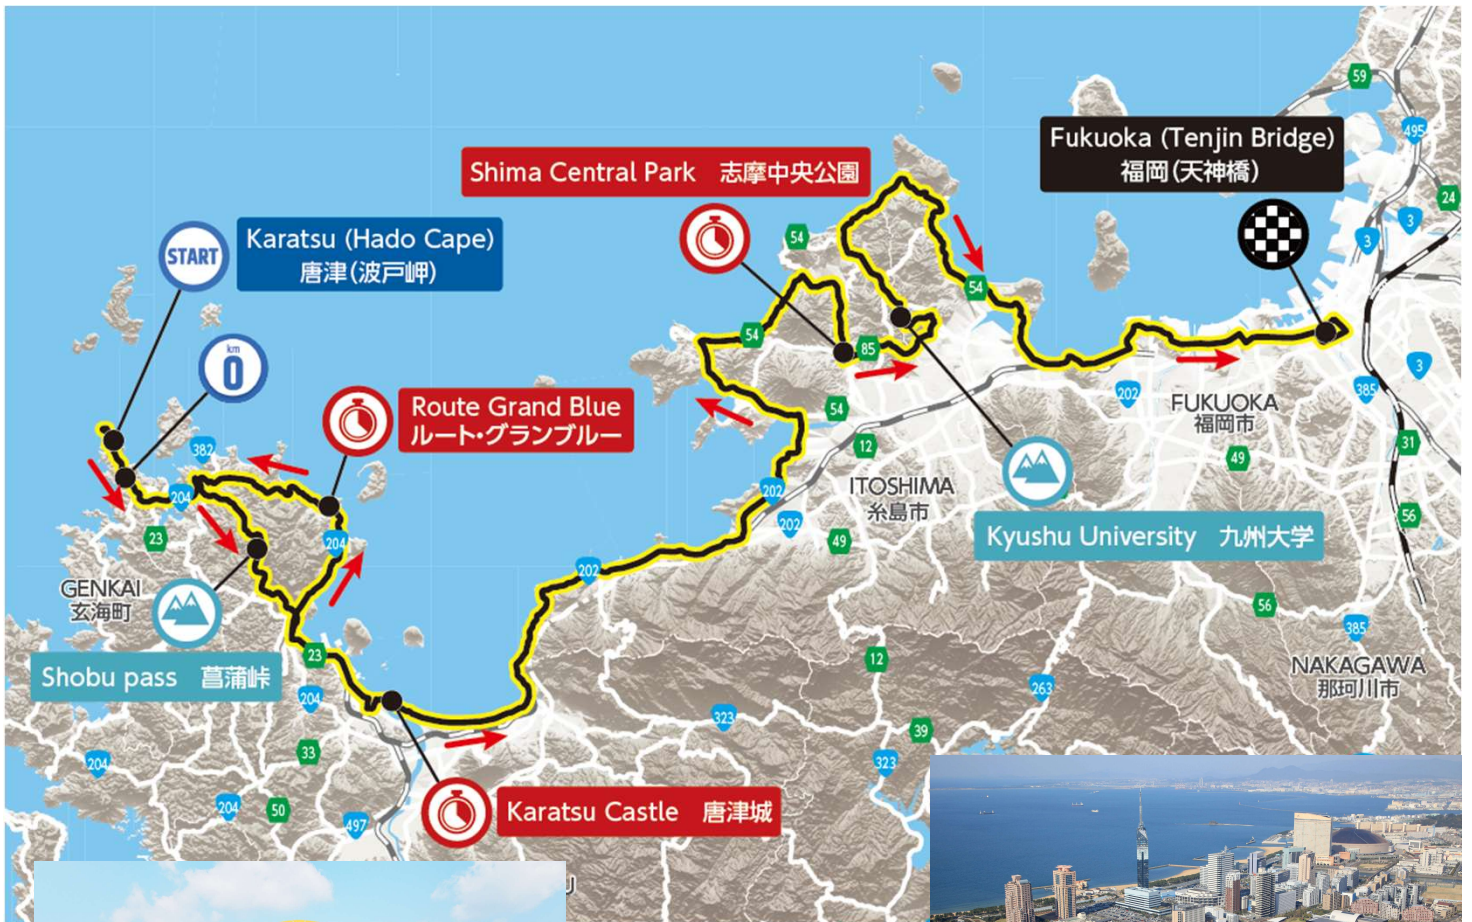 59
495
Fukuoka (Tenjin Bridge)
福岡(天神橋)
Shima Central Park 志摩中央公園
24
3
3
START
Karatsu (Hado Cape)
唐津(波戸岬)
54
54
54
85
km
0
3
Route Grand Blue
ルート・グランブルー
202
385
FUKUOKA
福岡市
54
382
12
31
49
204
202
ITOSHIMA
糸島市
23
204
202
49
56
Kyushu University 九州大学
GENKAI
玄海町
202
56
385
23
12
Shobu pass 菖蒲峠
204
263
NAKAGAWA
那珂川市
323
39
33
204
323
204
50
497
Karatsu Castle 唐津城